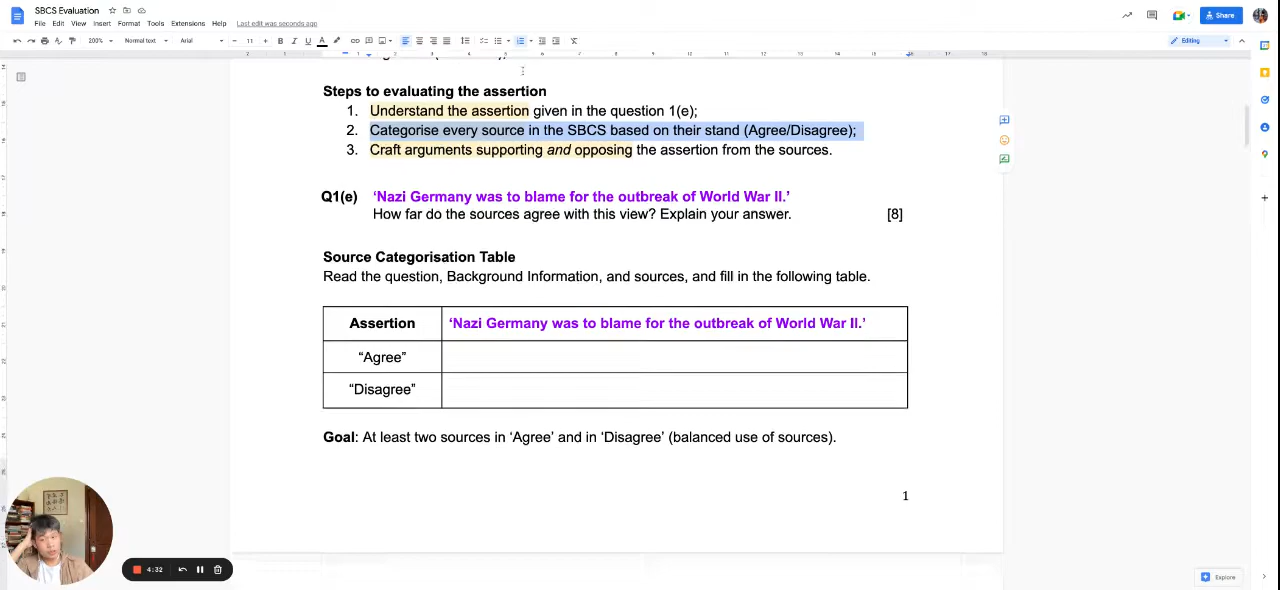 SBCS Evaluation
File Edit View Insert Format Tools Extensions Help Last edit was seconds ago
Share
200% Normal text Arial 11 Editing
Steps to evaluating the assertion
1. Understand the assertion given in the question 1(e);
2. Categorise every source in the SBCS based on their stand (Agree/Disagree);
3. Craft arguments supporting and opposing the assertion from the sources.
Q1(e) ‘Nazi Germany was to blame for the outbreak of World War II.’
How far do the sources agree with this view? Explain your answer. [8]
Source Categorisation Table
Read the question, Background Information, and sources, and fill in the following table.
Assertion ‘Nazi Germany was to blame for the outbreak of World War II.’
“Agree”
“Disagree”
Goal: At least two sources in ‘Agree’ and in ‘Disagree’ (balanced use of sources).
1
4:32
Explore